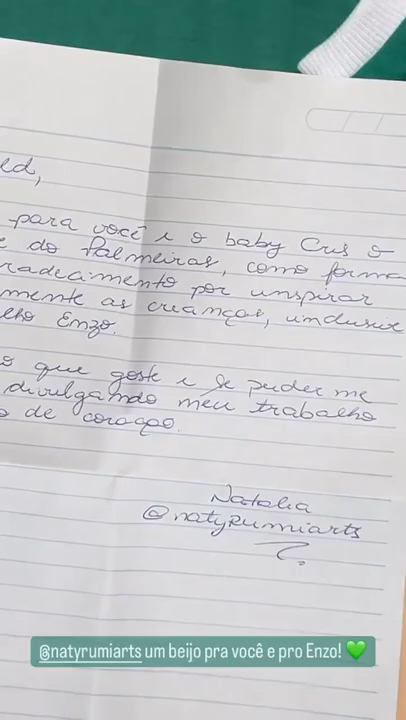 ed,
para você e o baby Cris o
e do Palmeiras, como forma
radecimento por inspirar
mente as crianças, inclusive
lho Enzo.
o que goste e se puder me
divulgando meu trabalho
o de coração.
Natalia
@natyrumiarts
@natyrumiarts um beijo pra você e pro Enzo! 💚